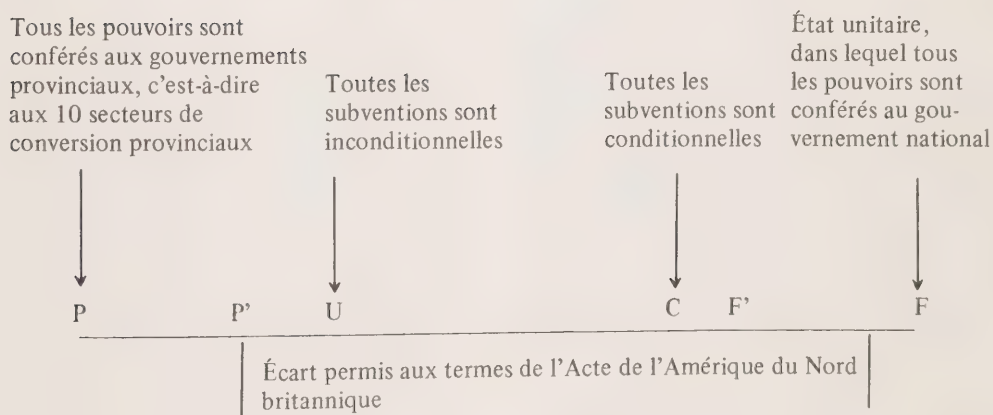 Tous les pouvoirs sont
conférés aux gouvernements
provinciaux, c'est-à-dire
aux 10 secteurs de
conversion provinciaux
Toutes les
subventions sont
inconditionnelles
Toutes les
subventions sont
conditionnelles
État unitaire,
dans lequel tous
les pouvoirs sont
conférés au gou-
vernement national
P P' U C F' F
Écart permis aux termes de l'Acte de l'Amérique du Nord
britannique